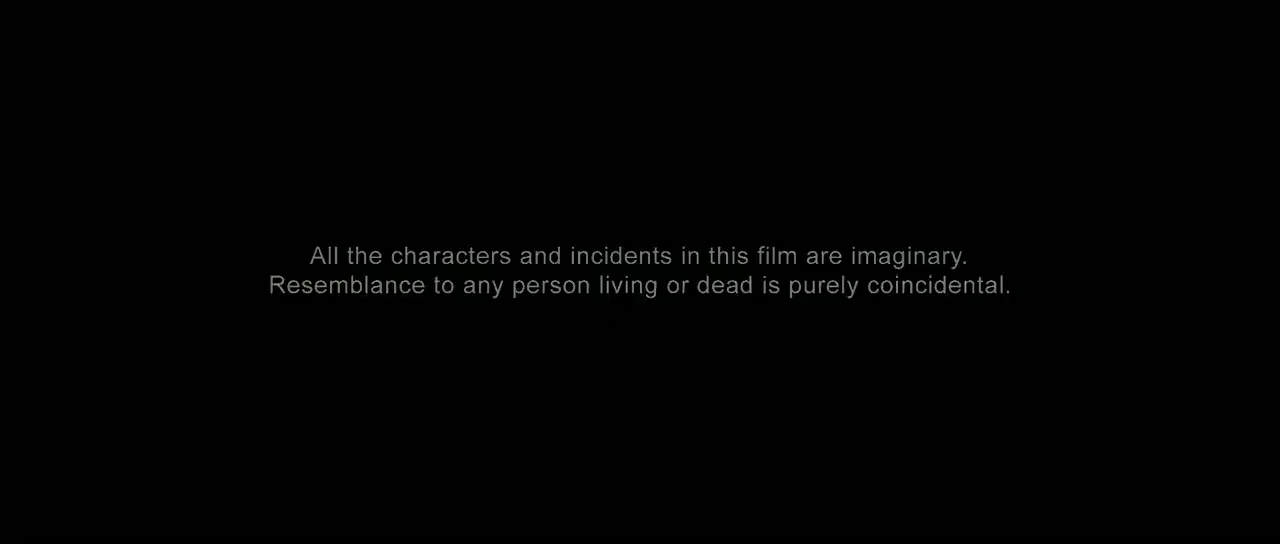 All the characters and incidents in this film are imaginary.
Resemblance to any person living or dead is purely coincidental.